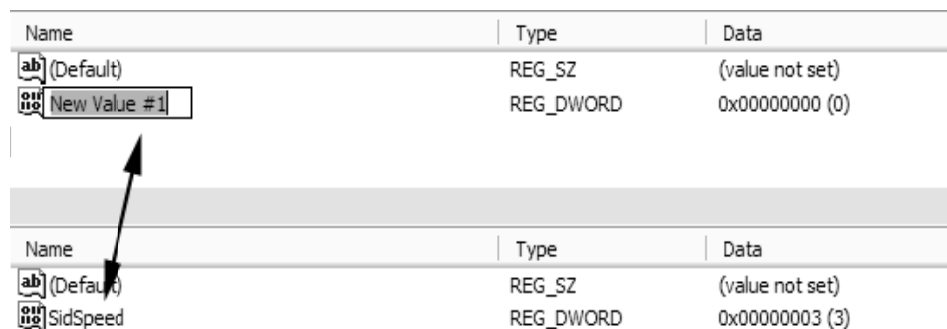 Name Type Data
(Default) REG_SZ (value not set)
New Value #1 REG_DWORD 0x00000000 (0)
Name Type Data
(Default) REG_SZ (value not set)
SidSpeed REG_DWORD 0x00000003 (3)